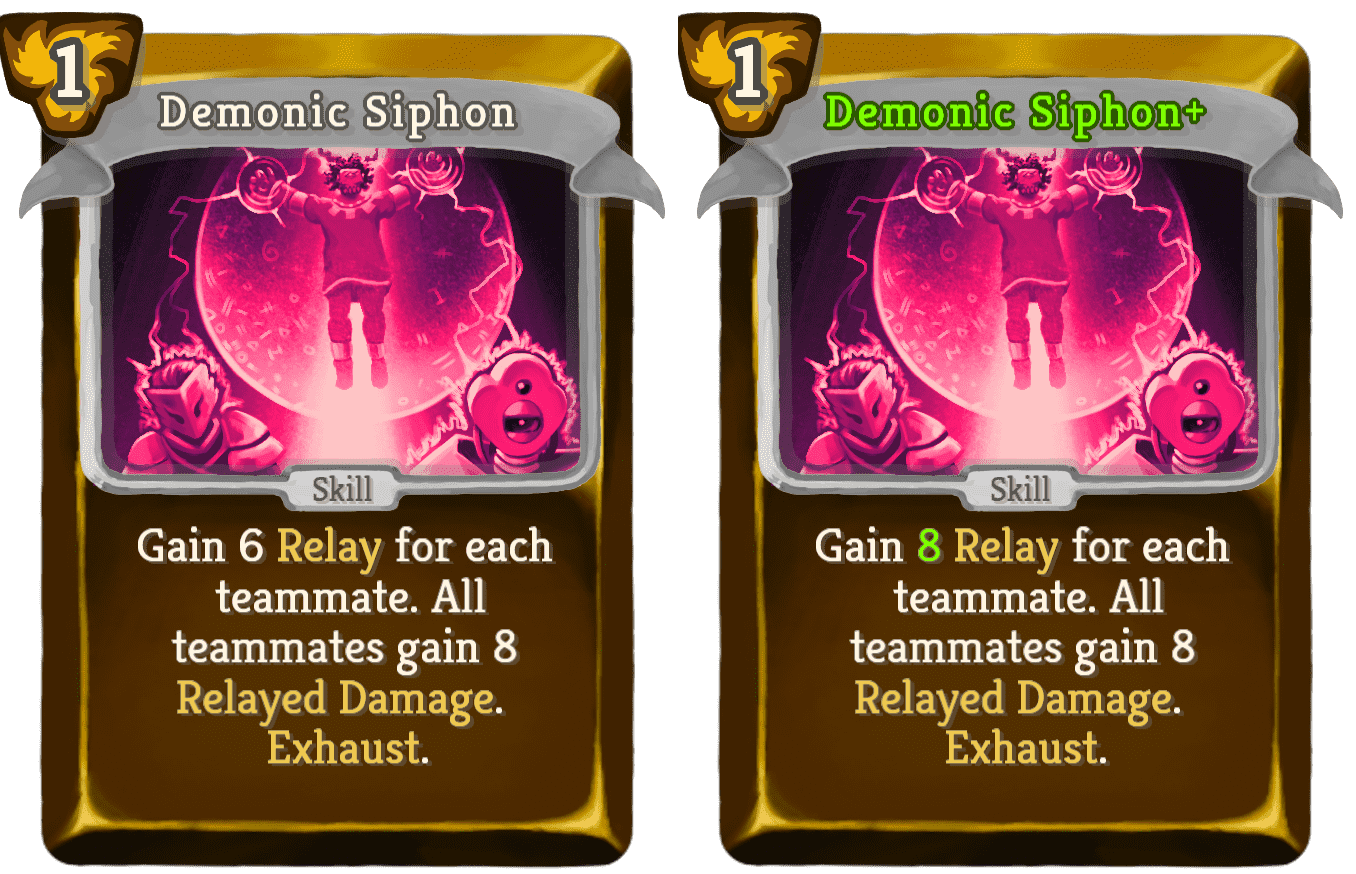 1
Demonic Siphon
Skill
Gain 6 Relay for each
teammate. All
teammates gain 8
Relayed Damage.
Exhaust.
1
Demonic Siphon+
Skill
Gain 8 Relay for each
teammate. All
teammates gain 8
Relayed Damage.
Exhaust.